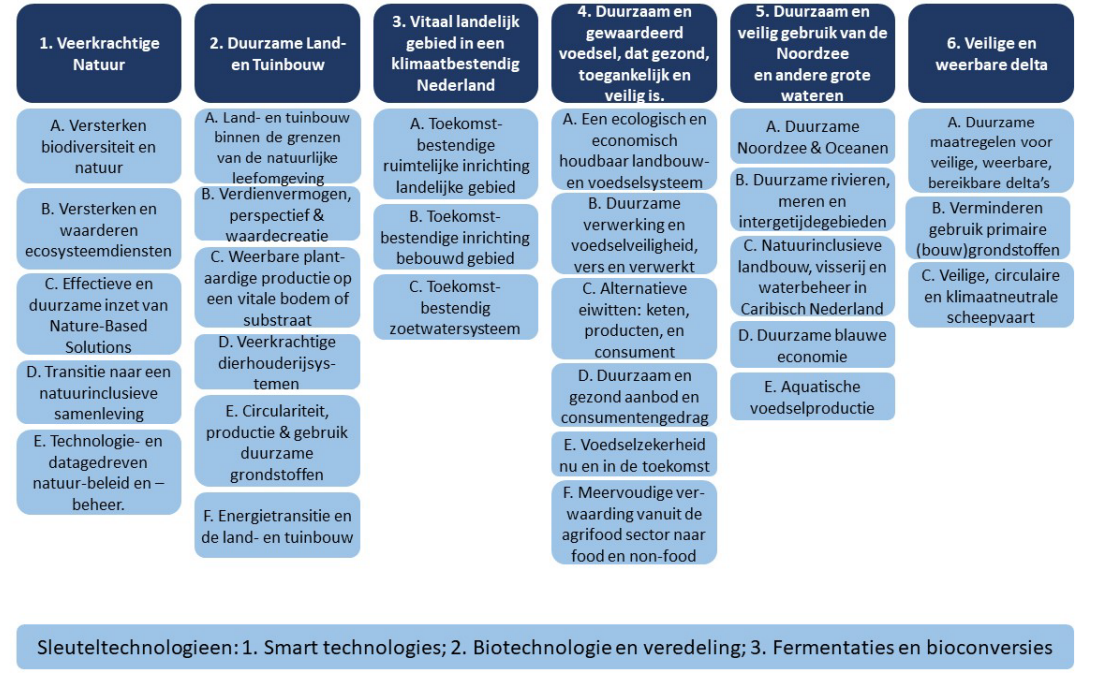 1. Veerkrachtige
Natuur
A. Versterken
biodiversiteit en
natuur
B. Versterken en
waarderen
ecosysteemdiensten
C. Effectieve en
duurzame inzet van
Nature-Based
Solutions
D. Transitie naar een
natuurinclusieve
samenleving
E. Technologie- en
datagedreven
natuur-beleid en –
beheer.
2. Duurzame Land-
en Tuinbouw
A. Land- en tuinbouw
binnen de grenzen
van de natuurlijke
leefomgeving
B. Verdienvermogen,
perspectief &
waardecreatie
C. Weerbare plant-
aardige productie op
een vitale bodem of
substraat
D. Veerkrachtige
dierhouderijsys-
temen
E. Circulariteit,
productie & gebruik
duurzame
grondstoffen
F. Energietransitie en
de land- en tuinbouw
3. Vitaal landelijk
gebied in een
klimaatbestendig
Nederland
A. Toekomst-
bestendige
ruimtelijke inrichting
landelijke gebied
B. Toekomst-
bestendige inrichting
bebouwd gebied
C. Toekomst-
bestendig
zoetwatersysteem
4. Duurzaam en
gewaardeerd
voedsel, dat gezond,
toegankelijk en
veilig is.
A. Een ecologisch en
economisch
houdbaar landbouw-
en voedselsysteem
B. Duurzame
verwerking en
voedselveiligheid,
vers en verwerkt
C. Alternatieve
eiwitten: keten,
producten, en
consument
D. Duurzaam en
gezond aanbod en
consumentengedrag
E. Voedselzekerheid
nu en in de toekomst
F. Meervoudige ver-
waarding vanuit de
agrifood sector naar
food en non-food
5. Duurzaam en
veilig gebruik van de
Noordzee
en andere grote
wateren
A. Duurzame
Noordzee & Oceanen
B. Duurzame rivieren,
meren en
intergetijdegebieden
C. Natuurinclusieve
landbouw, visserij en
waterbeheer in
Caribisch Nederland
D. Duurzame blauwe
economie
E. Aquatische
voedselproductie
6. Veilige en
weerbare delta
A. Duurzame
maatregelen voor
veilige, weerbare,
bereikbare delta’s
B. Verminderen
gebruik primaire
(bouw)grondstoffen
C. Veilige, circulaire
en klimaatneutrale
scheepvaart
Sleuteltechnologieen: 1. Smart technologies; 2. Biotechnologie en veredeling; 3. Fermentaties en bioconversies